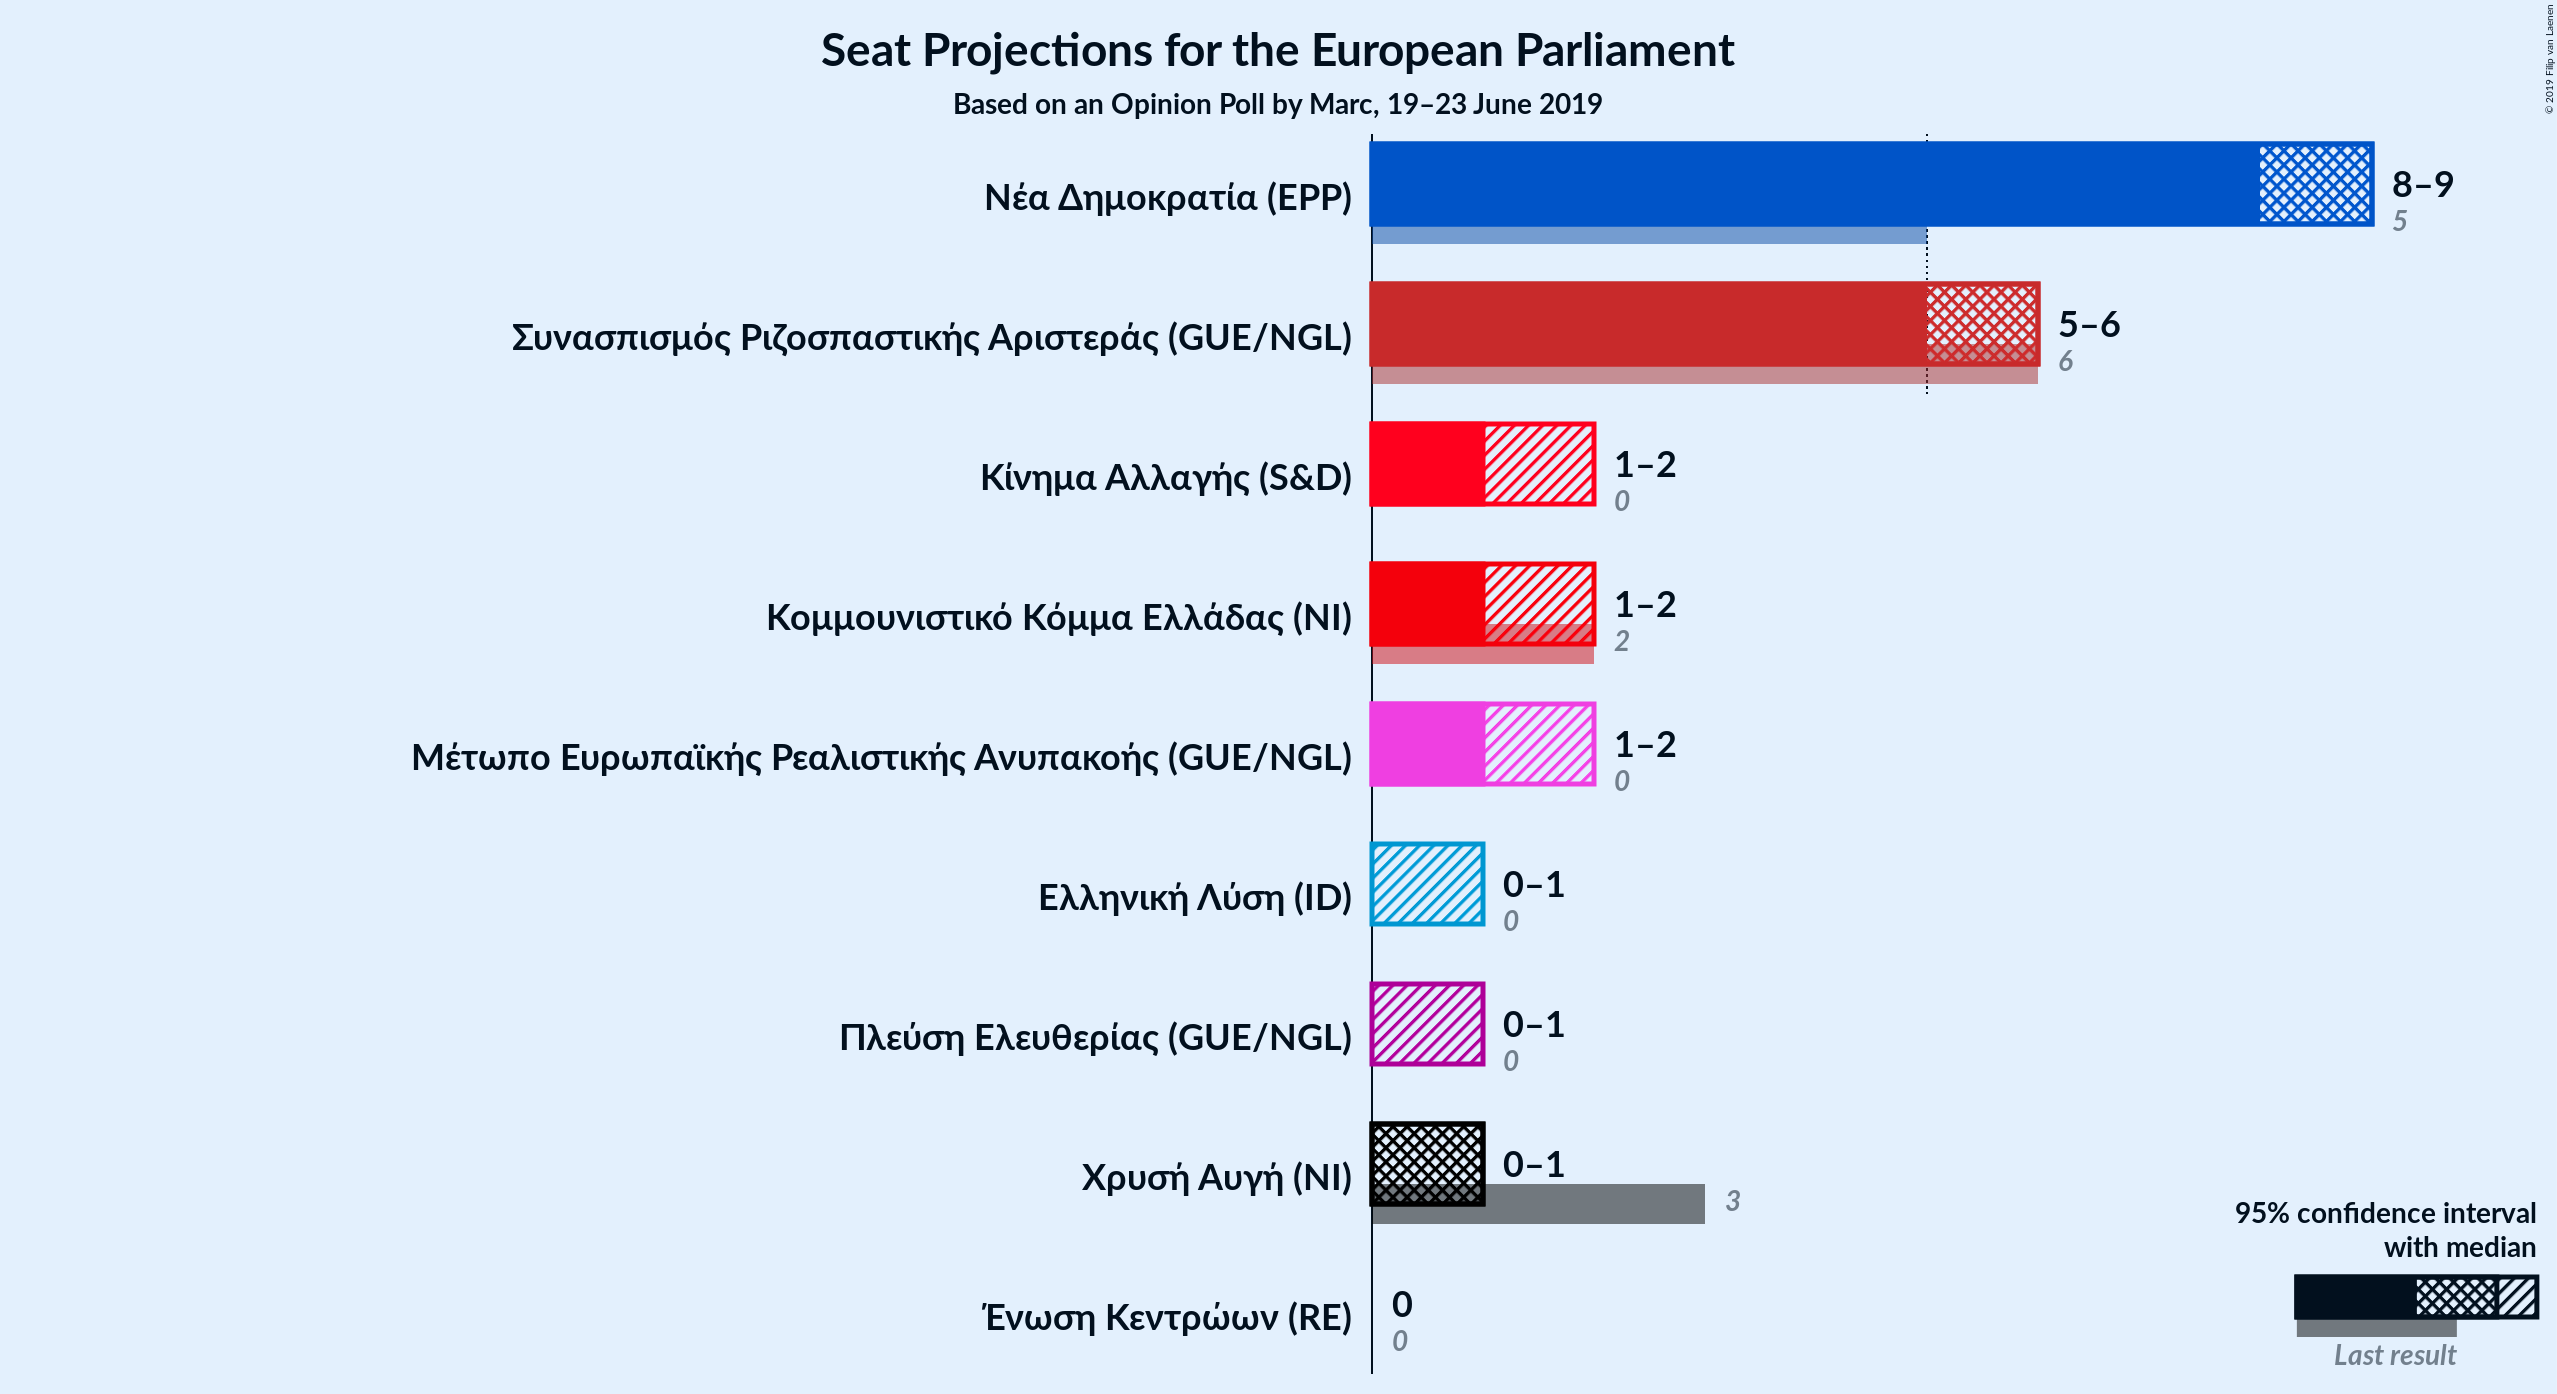 Seat Projections for the European Parliament
Based on an Opinion Poll by Marc, 19–23 June 2019
© 2019 Filip van Laenen
Νέα Δημοκρατία (EPP)
8–9
5
Συνασπισμός Ριζοσπαστικής Αριστεράς (GUE/NGL)
5–6
6
Κίνημα Αλλαγής (S&D)
1–2
0
Κομμουνιστικό Κόμμα Ελλάδας (NI)
1–2
2
Μέτωπο Ευρωπαϊκής Ρεαλιστικής Ανυπακοής (GUE/NGL)
1–2
0
Ελληνική Λύση (ID)
0–1
0
Πλεύση Ελευθερίας (GUE/NGL)
0–1
0
Χρυσή Αυγή (NI)
0–1
3
Ένωση Κεντρώων (RE)
0
0
95% confidence interval
with median
Last result